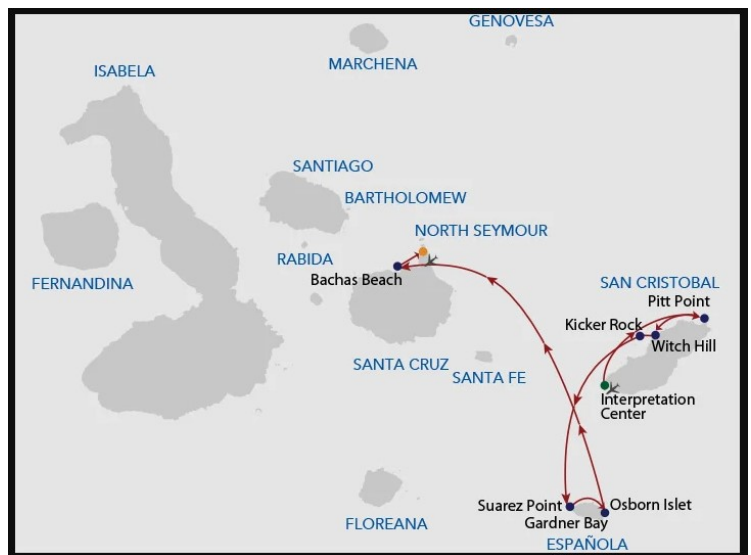 GENOVESA
MARCHENA
ISABELA
SANTIAGO
BARTHOLOMEW
NORTH SEYMOUR
RABIDA
Bachas Beach
FERNANDINA
SAN CRISTOBAL
Pitt Point
Kicker Rock
Witch Hill
SANTA CRUZ
SANTA FE
Interpretation
Center
Suarez Point
Osborn Islet
Gardner Bay
FLOREANA
ESPAÑOLA